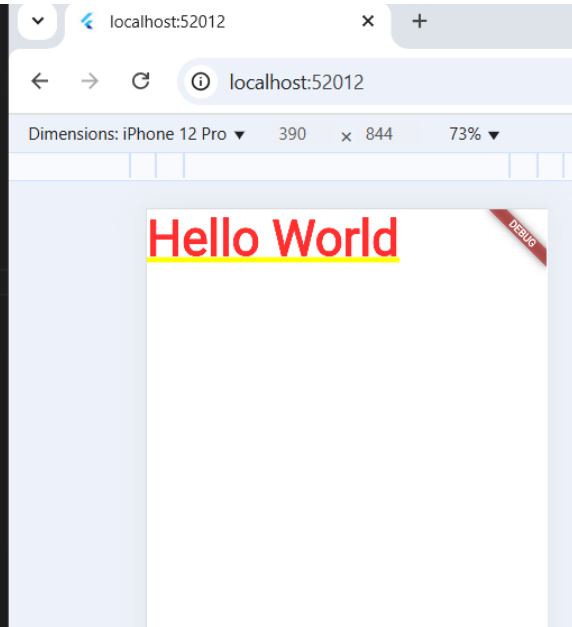 localhost:52012
localhost:52012
Dimensions: iPhone 12 Pro ▼ 390 × 844 73% ▼
Hello World
DEBUG